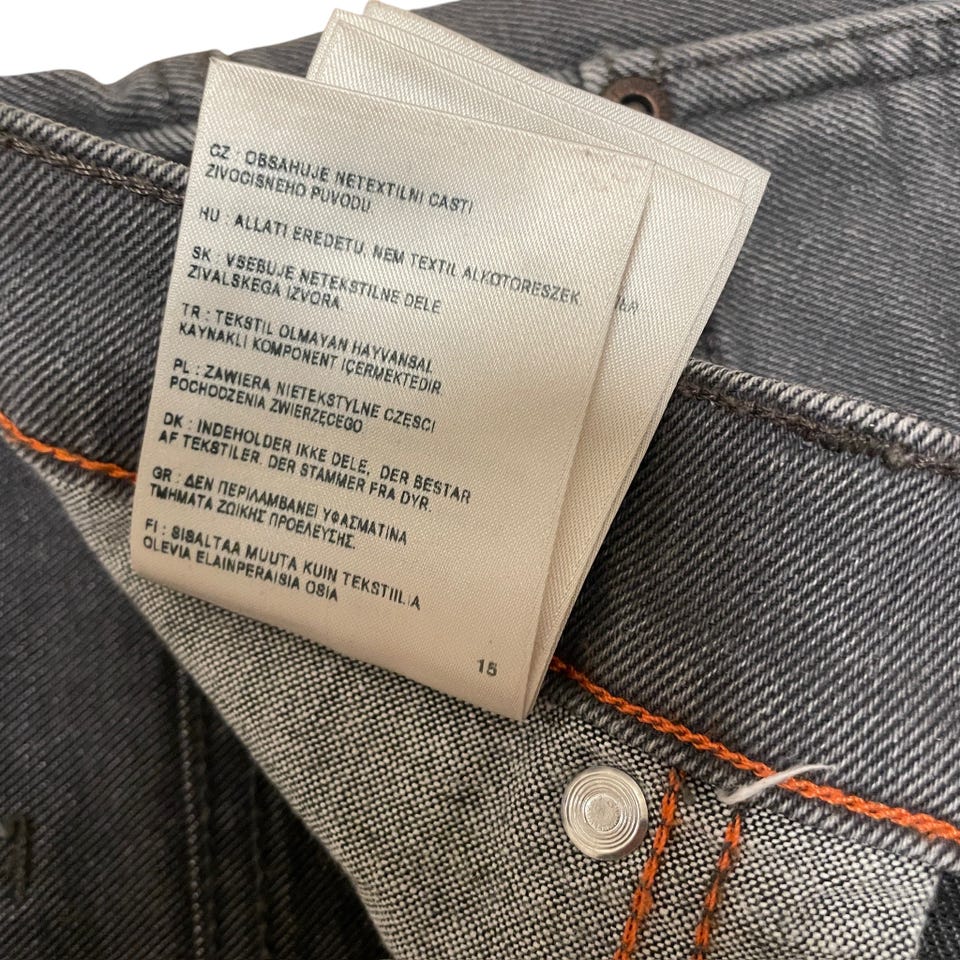 CZ : OBSAHUJE NETEXTILNI CASTI
ZIVOCISNEHO PUVODU
HU : ALLATI EREDETU, NEM TEXTIL ALKOTORESZEK
SK : VSEBUJE NETEKSTILNE DELE
ZIVALSKEGA IZVORA.
TR : TEKSTIL OLMAYAN HAYVANSAL
KAYNAKLI KOMPONENT IÇERMEKTEDIR
PL : ZAWIERA NIETEKSTYLNE CZESCI
POCHODZENIA ZWIERZĘCEGO
DK : INDEHOLDER IKKE DELE, DER BESTAR
AF TEKSTILER. DER STAMMER FRA DYR.
GR : ΔΕΝ ΠΕΡΙΛΑΜΒΑΝΕΙ ΥΦΑΣΜΑΤΙΝΑ
ΤΜΗΜΑΤΑ ΖΩΙΚΗΣ ΠΡΟΕΛΕΥΣΗΣ.
FI : SISALTAA MUUTA KUIN TEKSTIILIA
OLEVIA ELAINPERAISIA OSIA
15